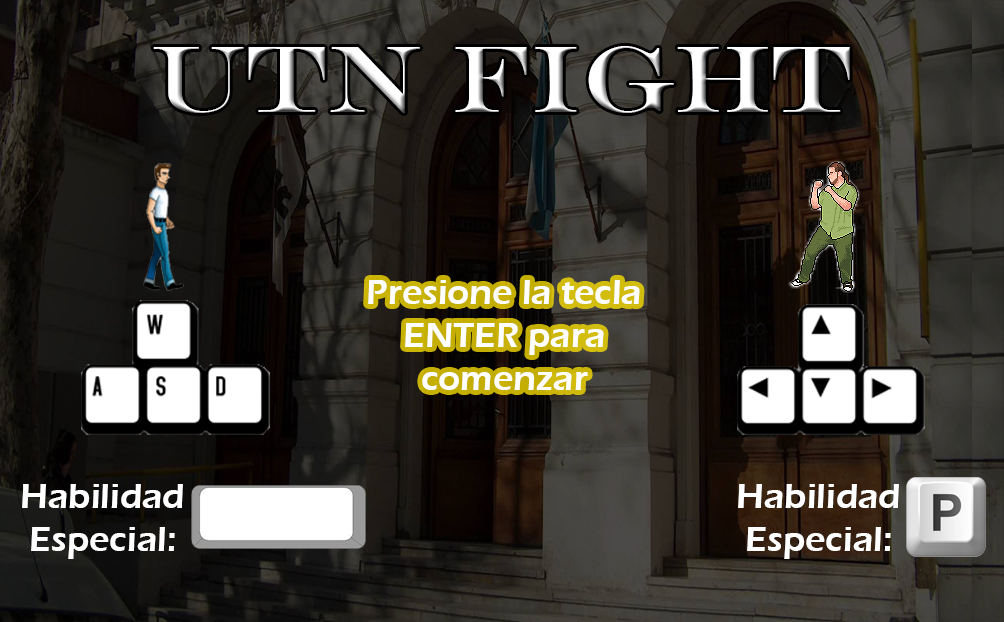 UTN FIGHT
Presione la tecla
ENTER para
comenzar
W
A S D
Habilidad
Especial:
Habilidad
Especial:
P